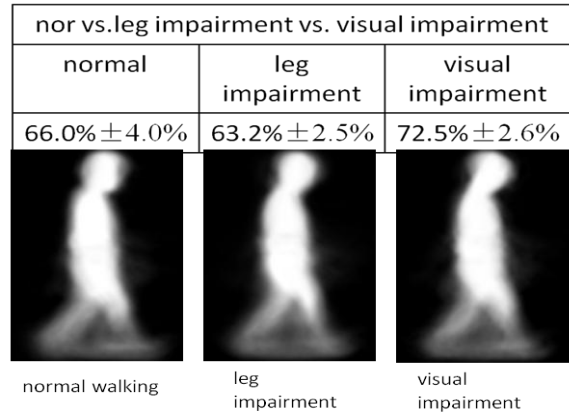 nor vs.leg impairment vs. visual impairment
normal
leg
impairment
visual
impairment
66.0%±4.0%
63.2%±2.5%
72.5%±2.6%
normal walking
leg
impairment
visual
impairment